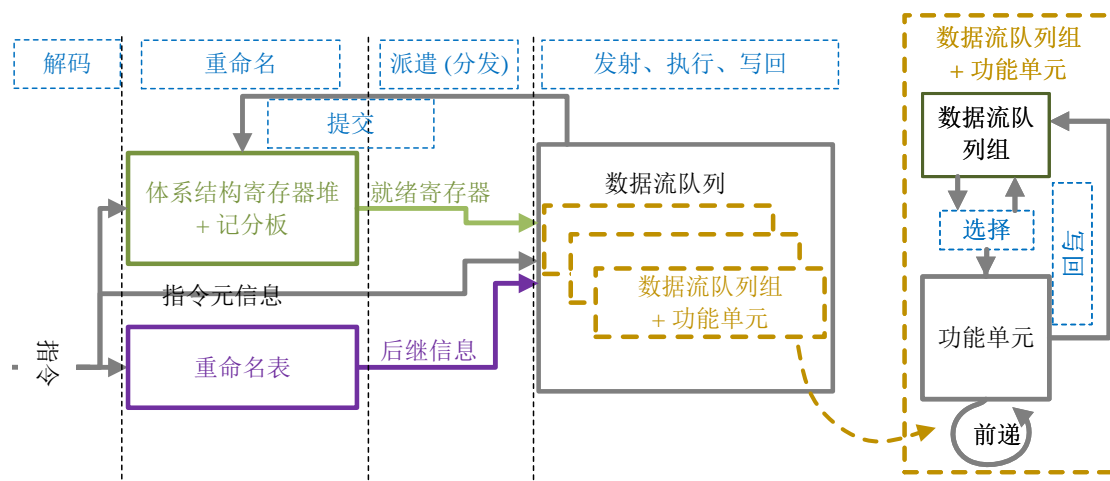 解码
重命名
派遣 (分发)
发射、执行、写回
提交
体系结构寄存器堆
+ 记分板
就绪寄存器
指令元信息
指令
重命名表
后继信息
数据流队列
数据流队列组
+ 功能单元
数据流队列组
+ 功能单元
数据流队
列组
选择
写回
功能单元
前递